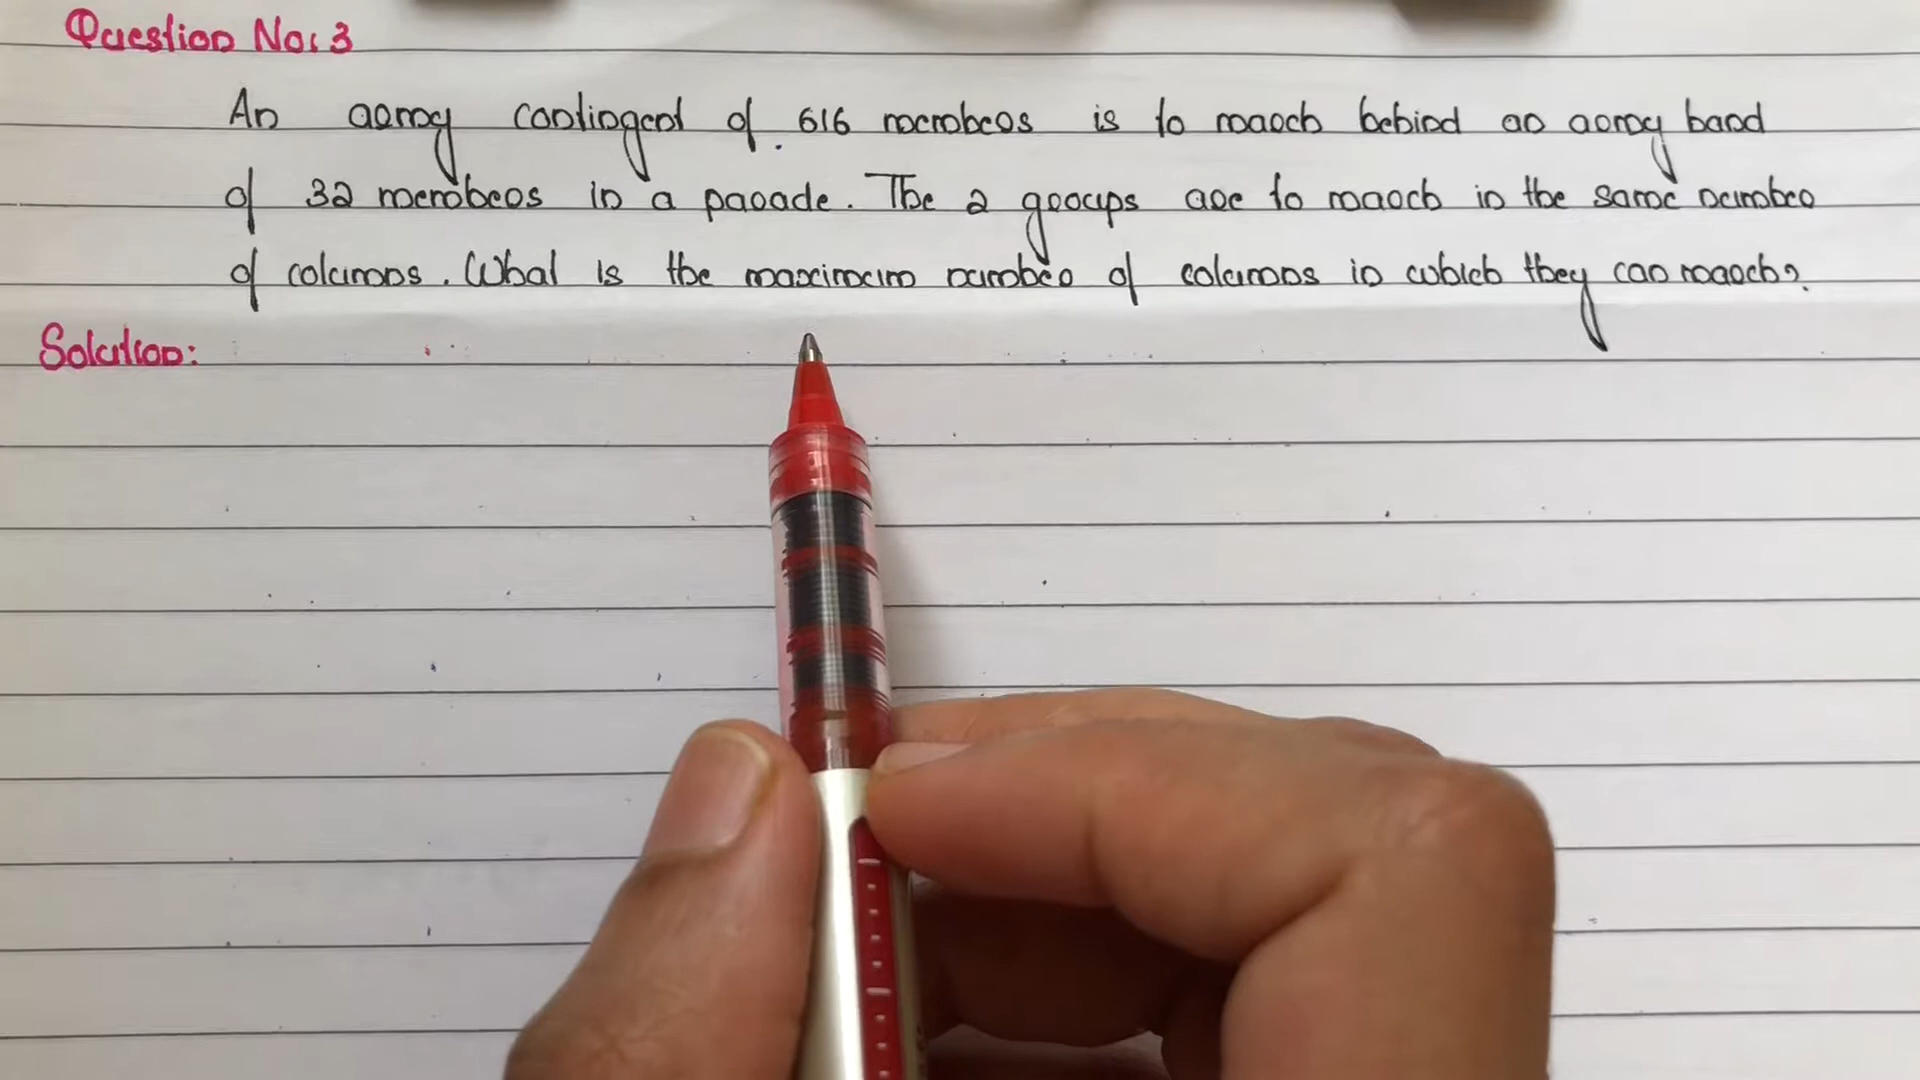 Question No: 3
An army contingent of 616 members is to march behind an army band
of 32 members in a parade. The 2 groups are to march in the same number
of columns. What is the maximum number of columns in which they can march?
Solution: